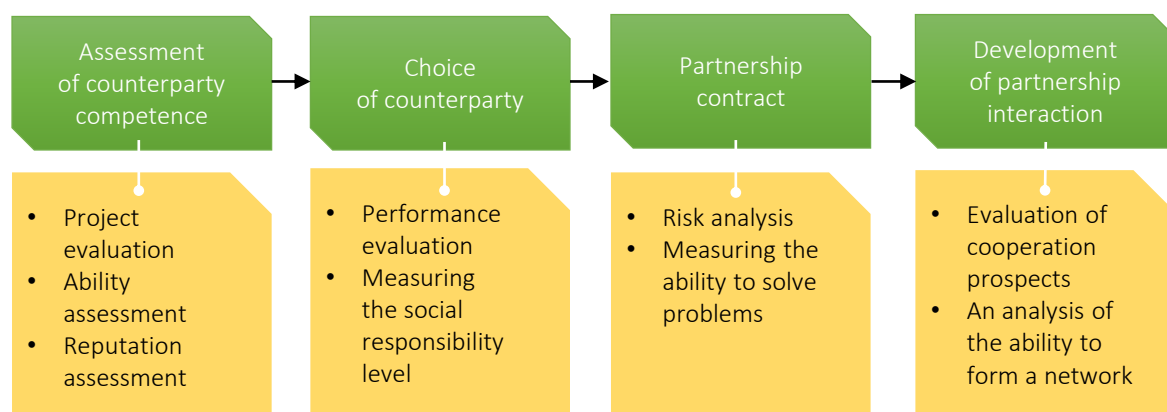 Assessment
of counterparty
competence
Choice
of counterparty
Partnership
contract
Development
of partnership
interaction
• Project
evaluation
• Ability
assessment
• Reputation
assessment
• Performance
evaluation
• Measuring
the social
responsibility
level
• Risk analysis
• Measuring the
ability to solve
problems
• Evaluation of
cooperation
prospects
• An analysis of
the ability to
form a network